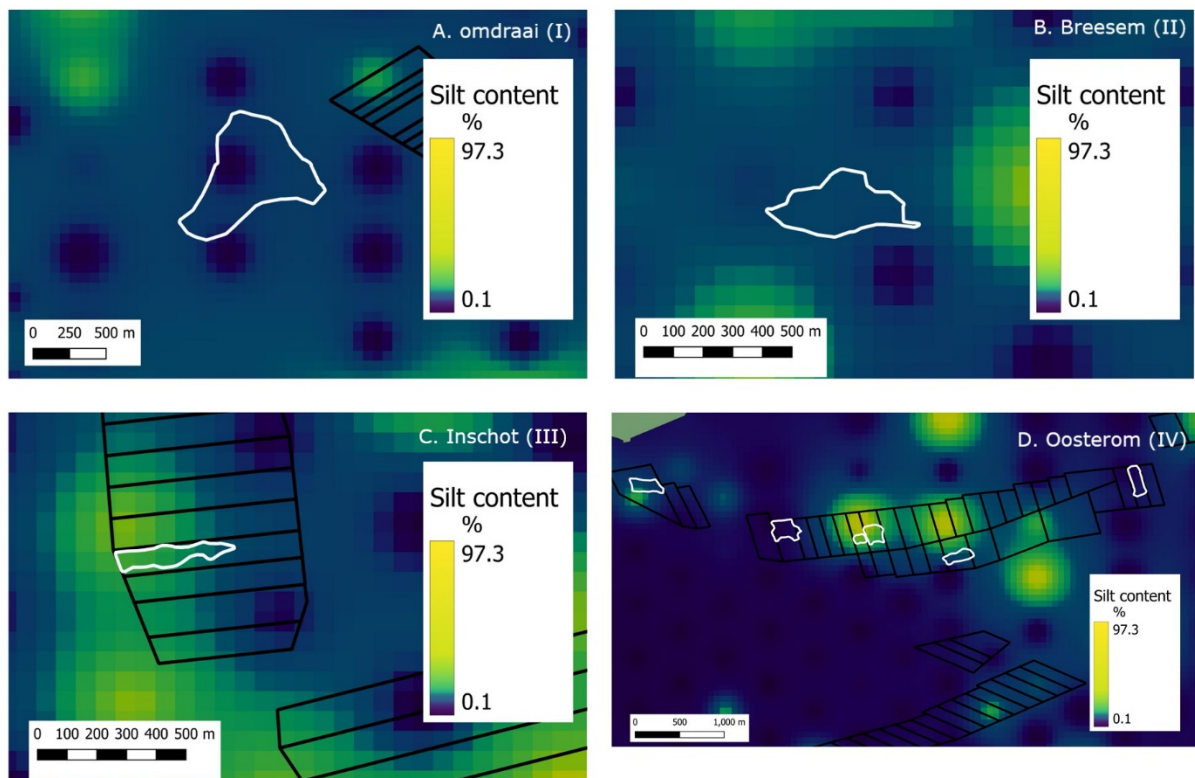 A. omdraai (I)
Silt content
%
97.3
0.1
0 250 500 m
B. Breesem (II)
Silt content
%
97.3
0.1
0 100 200 300 400 500 m
C. Inschot (III)
Silt content
%
97.3
0.1
0 100 200 300 400 500 m
D. Oosterom (IV)
Silt content
%
97.3
0.1
0 500 1,000 m